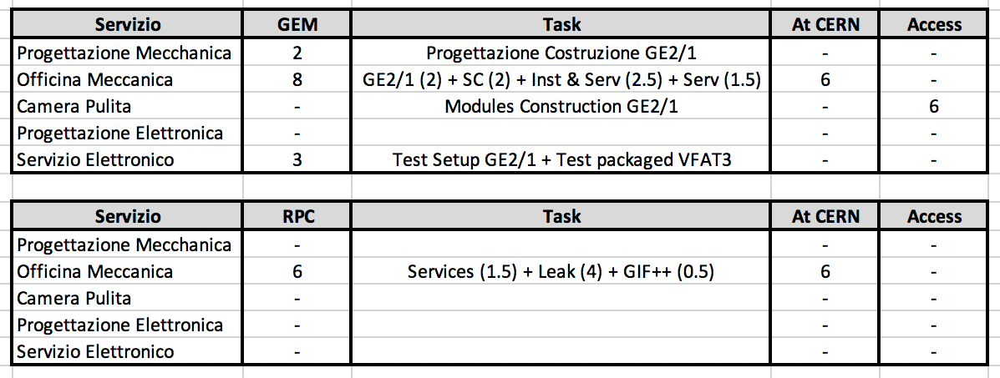 Servizio GEM Task At CERN Access
Progettazione Mecchanica 2 Progettazione Costruzione GE2/1 - -
Officina Meccanica 8 GE2/1 (2) + SC (2) + Inst & Serv (2.5) + Serv (1.5) 6 -
Camera Pulita - Modules Construction GE2/1 - 6
Progettazione Elettronica - - -
Servizio Elettronico 3 Test Setup GE2/1 + Test packaged VFAT3 - -
Servizio RPC Task At CERN Access
Progettazione Mecchanica - - -
Officina Meccanica 6 Services (1.5) + Leak (4) + GIF++ (0.5) 6 -
Camera Pulita - - -
Progettazione Elettronica - - -
Servizio Elettronico - - -